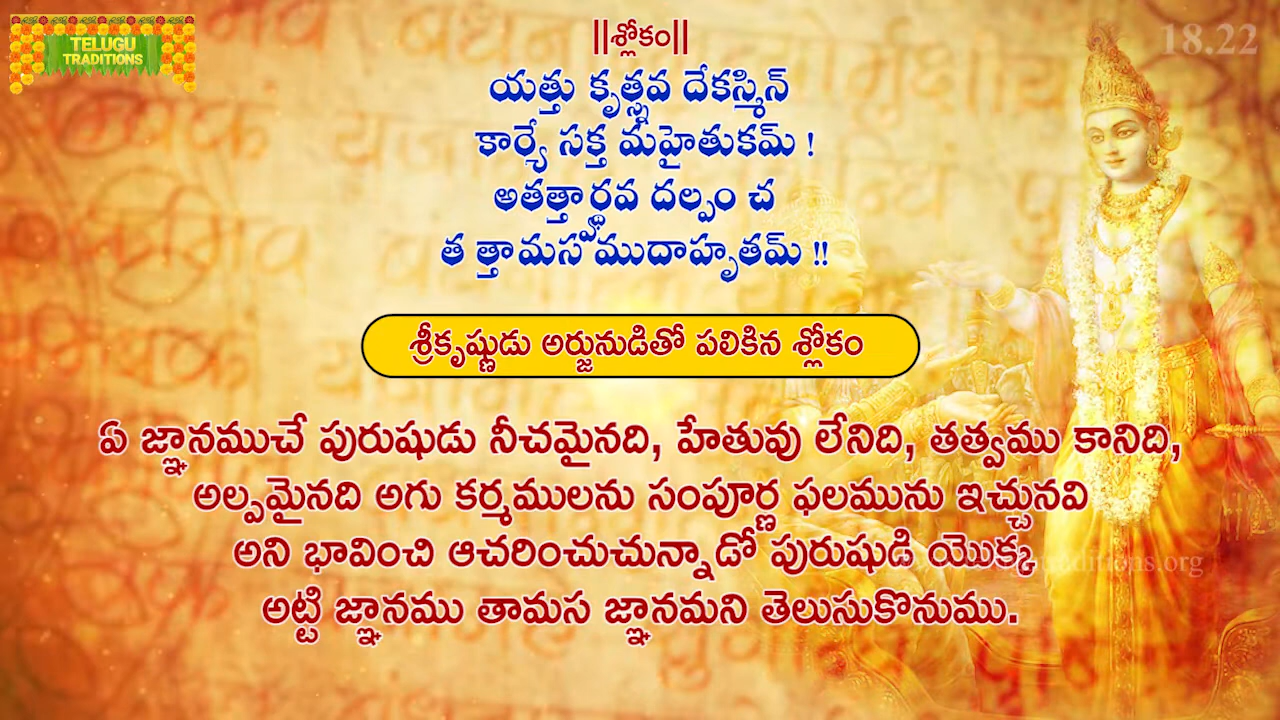 TELUGU
TRADITIONS
||శ్లోకం||
18.22
యత్తు కృత్స్నవ దేకస్మిన్
కార్యే సక్త మహైతుకమ్ !
అతత్త్వార్థవ దల్పం చ
త త్తామస ముదాహృతమ్ !!
శ్రీకృష్ణుడు అర్జునుడితో పలికిన శ్లోకం
ఏ జ్ఞానముచే పురుషుడు నీచమైనది, హేతువు లేనిది, తత్వము కానిది,
అల్పమైనది అగు కర్మములను సంపూర్ణ ఫలమును ఇచ్చునవి
అని భావించి ఆచరించుచున్నాడో పురుషుడి యొక్క
అట్టి జ్ఞానము తామస జ్ఞానమని తెలుసుకొనుము.